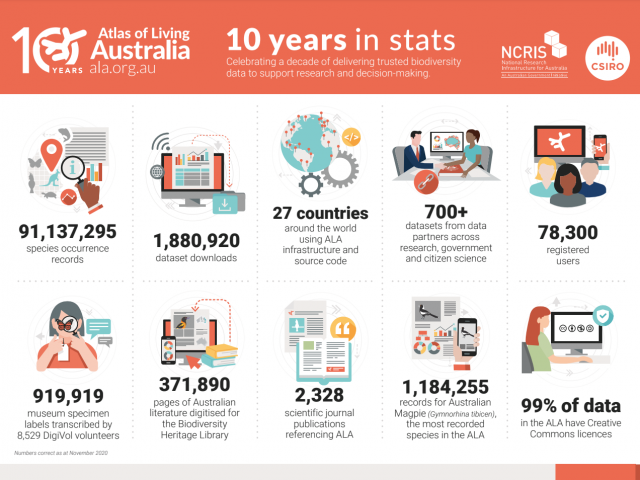 10 YEARS
Atlas of Living
Australia
ala.org.au
10 years in stats
Celebrating a decade of delivering trusted biodiversity
data to support research and decision-making.
NCRIS
National Research
Infrastructure for Australia
An Australian Government Initiative
CSIRO
91,137,295
species occurrence
records
1,880,920
dataset downloads
27 countries
around the world
using ALA
infrastructure and
source code
700+
datasets from data
partners across
research, government
and citizen science
78,300
registered
users
919,919
museum specimen
labels transcribed by
8,529 DigiVol volunteers
371,890
pages of Australian
literature digitised for
the Biodiversity
Heritage Library
2,328
scientific journal
publications
referencing ALA
1,184,255
records for Australian
Magpie (Gymnorhina tibicen),
the most recorded
species in the ALA
99% of data
in the ALA have Creative
Commons licences
Numbers correct as at November 2020